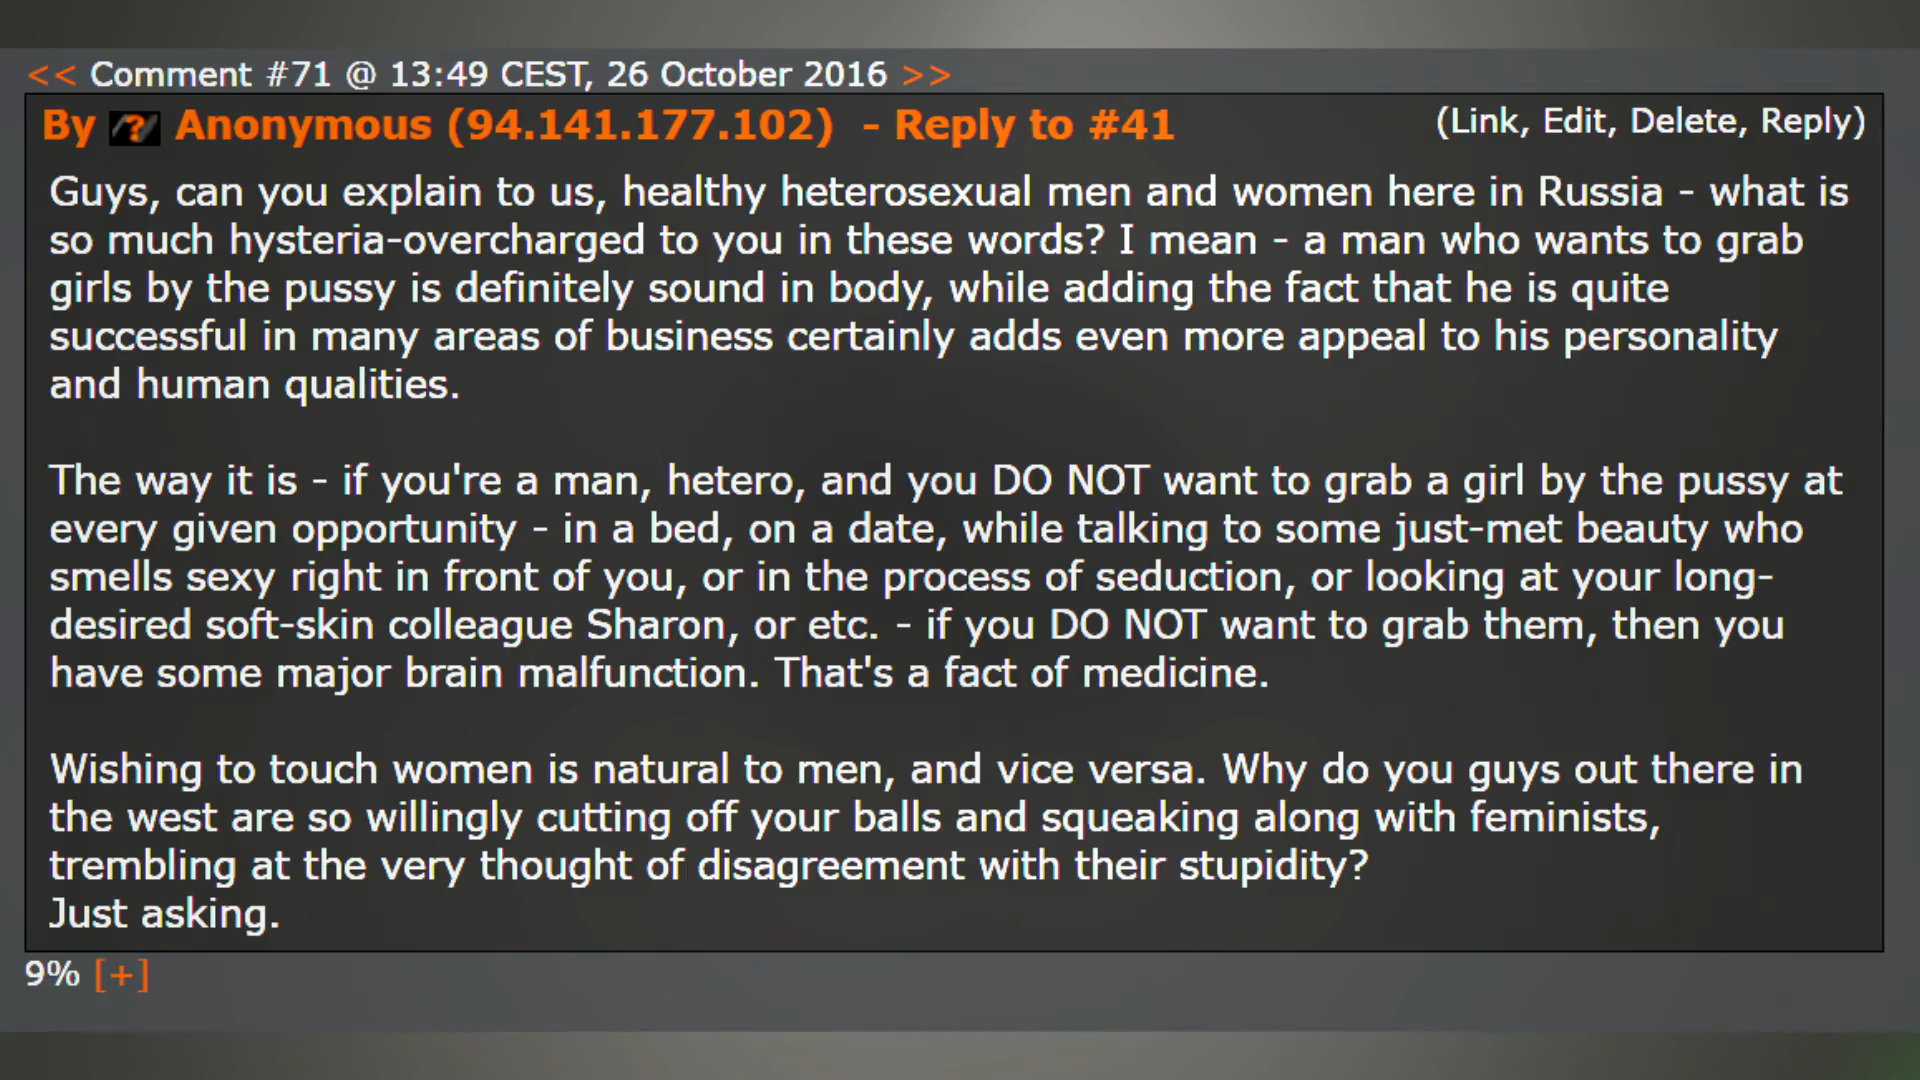 << Comment #71 @ 13:49 CEST, 26 October 2016 >>
By Anonymous (94.141.177.102) - Reply to #41 (Link, Edit, Delete, Reply)
Guys, can you explain to us, healthy heterosexual men and women here in Russia - what is
so much hysteria-overcharged to you in these words? I mean - a man who wants to grab
girls by the pussy is definitely sound in body, while adding the fact that he is quite
successful in many areas of business certainly adds even more appeal to his personality
and human qualities.
The way it is - if you're a man, hetero, and you DO NOT want to grab a girl by the pussy at
every given opportunity - in a bed, on a date, while talking to some just-met beauty who
smells sexy right in front of you, or in the process of seduction, or looking at your long-
desired soft-skin colleague Sharon, or etc. - if you DO NOT want to grab them, then you
have some major brain malfunction. That's a fact of medicine.
Wishing to touch women is natural to men, and vice versa. Why do you guys out there in
the west are so willingly cutting off your balls and squeaking along with feminists,
trembling at the very thought of disagreement with their stupidity?
Just asking.
9% [+]